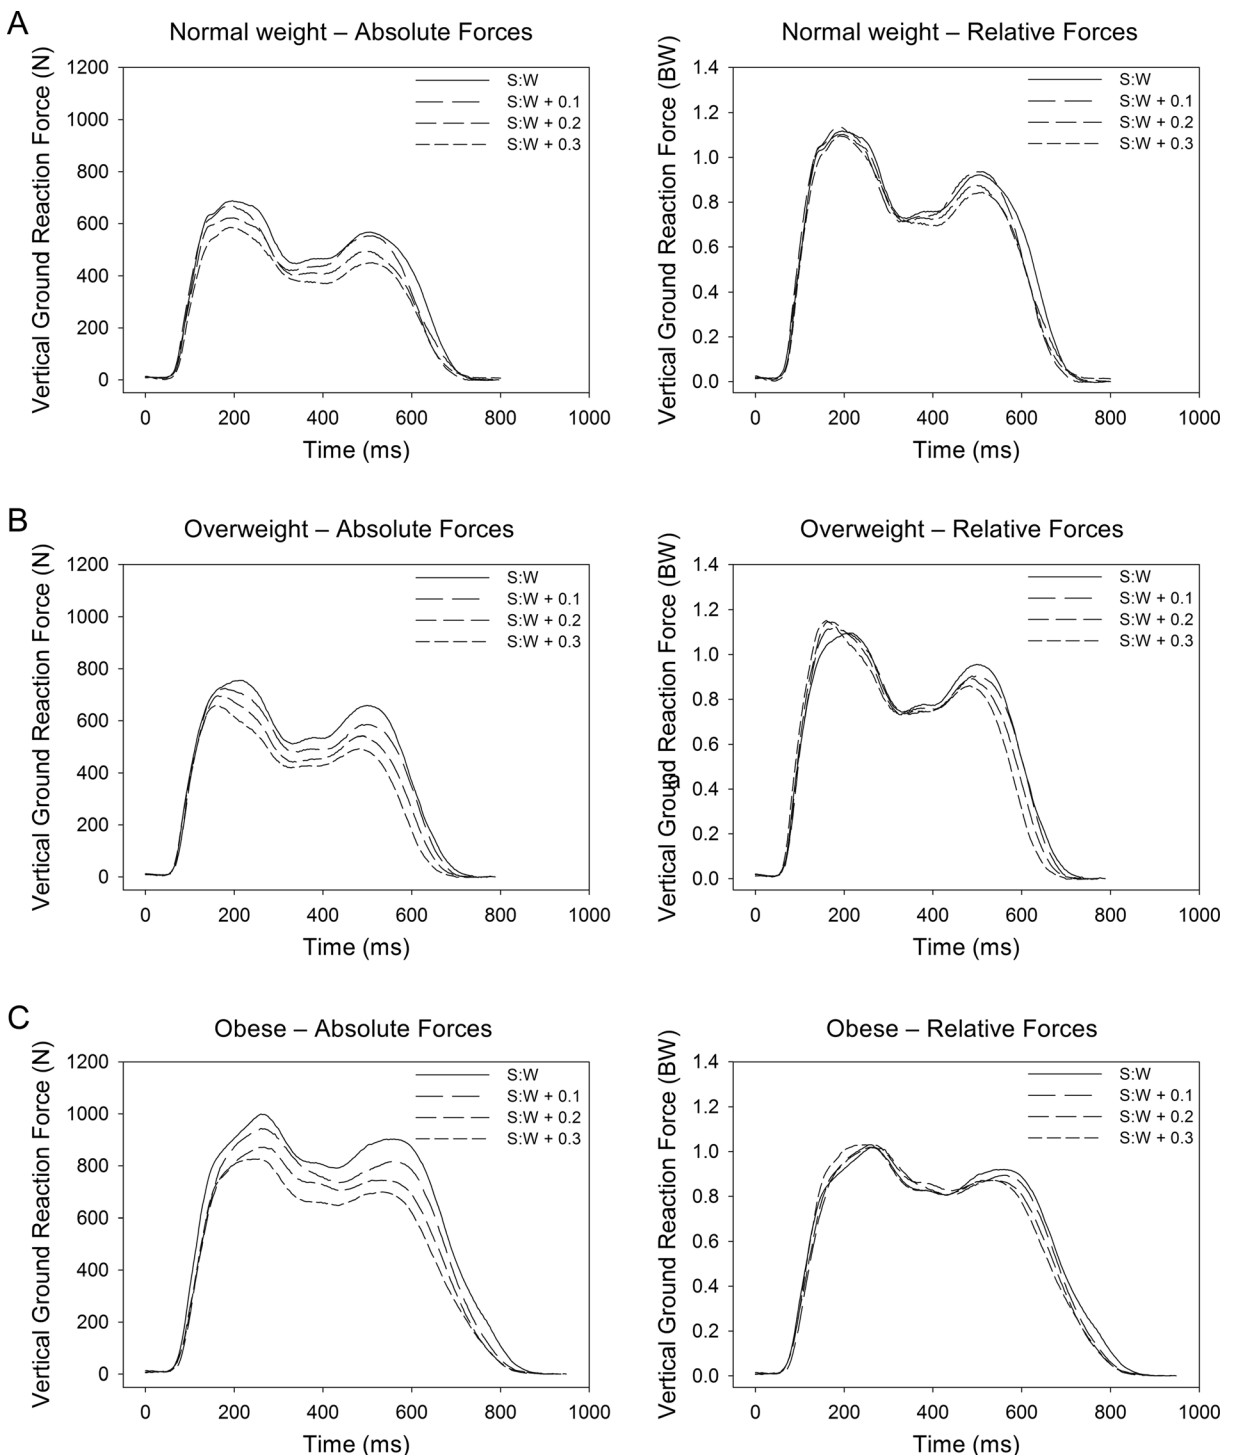 A
Normal weight – Absolute Forces
Vertical Ground Reaction Force (N)
1200
1000
800
600
400
200
0
S:W
S:W + 0.1
S:W + 0.2
S:W + 0.3
0 200 400 600 800 1000
Time (ms)
Normal weight – Relative Forces
Vertical Ground Reaction Force (BW)
1.4
1.2
1.0
0.8
0.6
0.4
0.2
0.0
S:W
S:W + 0.1
S:W + 0.2
S:W + 0.3
0 200 400 600 800 1000
Time (ms)
B
Overweight – Absolute Forces
Vertical Ground Reaction Force (N)
1200
1000
800
600
400
200
0
S:W
S:W + 0.1
S:W + 0.2
S:W + 0.3
0 200 400 600 800 1000
Time (ms)
Overweight – Relative Forces
Vertical Ground Reaction Force (BW)
1.4
1.2
1.0
0.8
0.6
0.4
0.2
0.0
S:W
S:W + 0.1
S:W + 0.2
S:W + 0.3
0 200 400 600 800 1000
Time (ms)
C
Obese – Absolute Forces
Vertical Ground Reaction Force (N)
1200
1000
800
600
400
200
0
S:W
S:W + 0.1
S:W + 0.2
S:W + 0.3
0 200 400 600 800 1000
Time (ms)
Obese – Relative Forces
Vertical Ground Reaction Force (BW)
1.4
1.2
1.0
0.8
0.6
0.4
0.2
0.0
S:W
S:W + 0.1
S:W + 0.2
S:W + 0.3
0 200 400 600 800 1000
Time (ms)